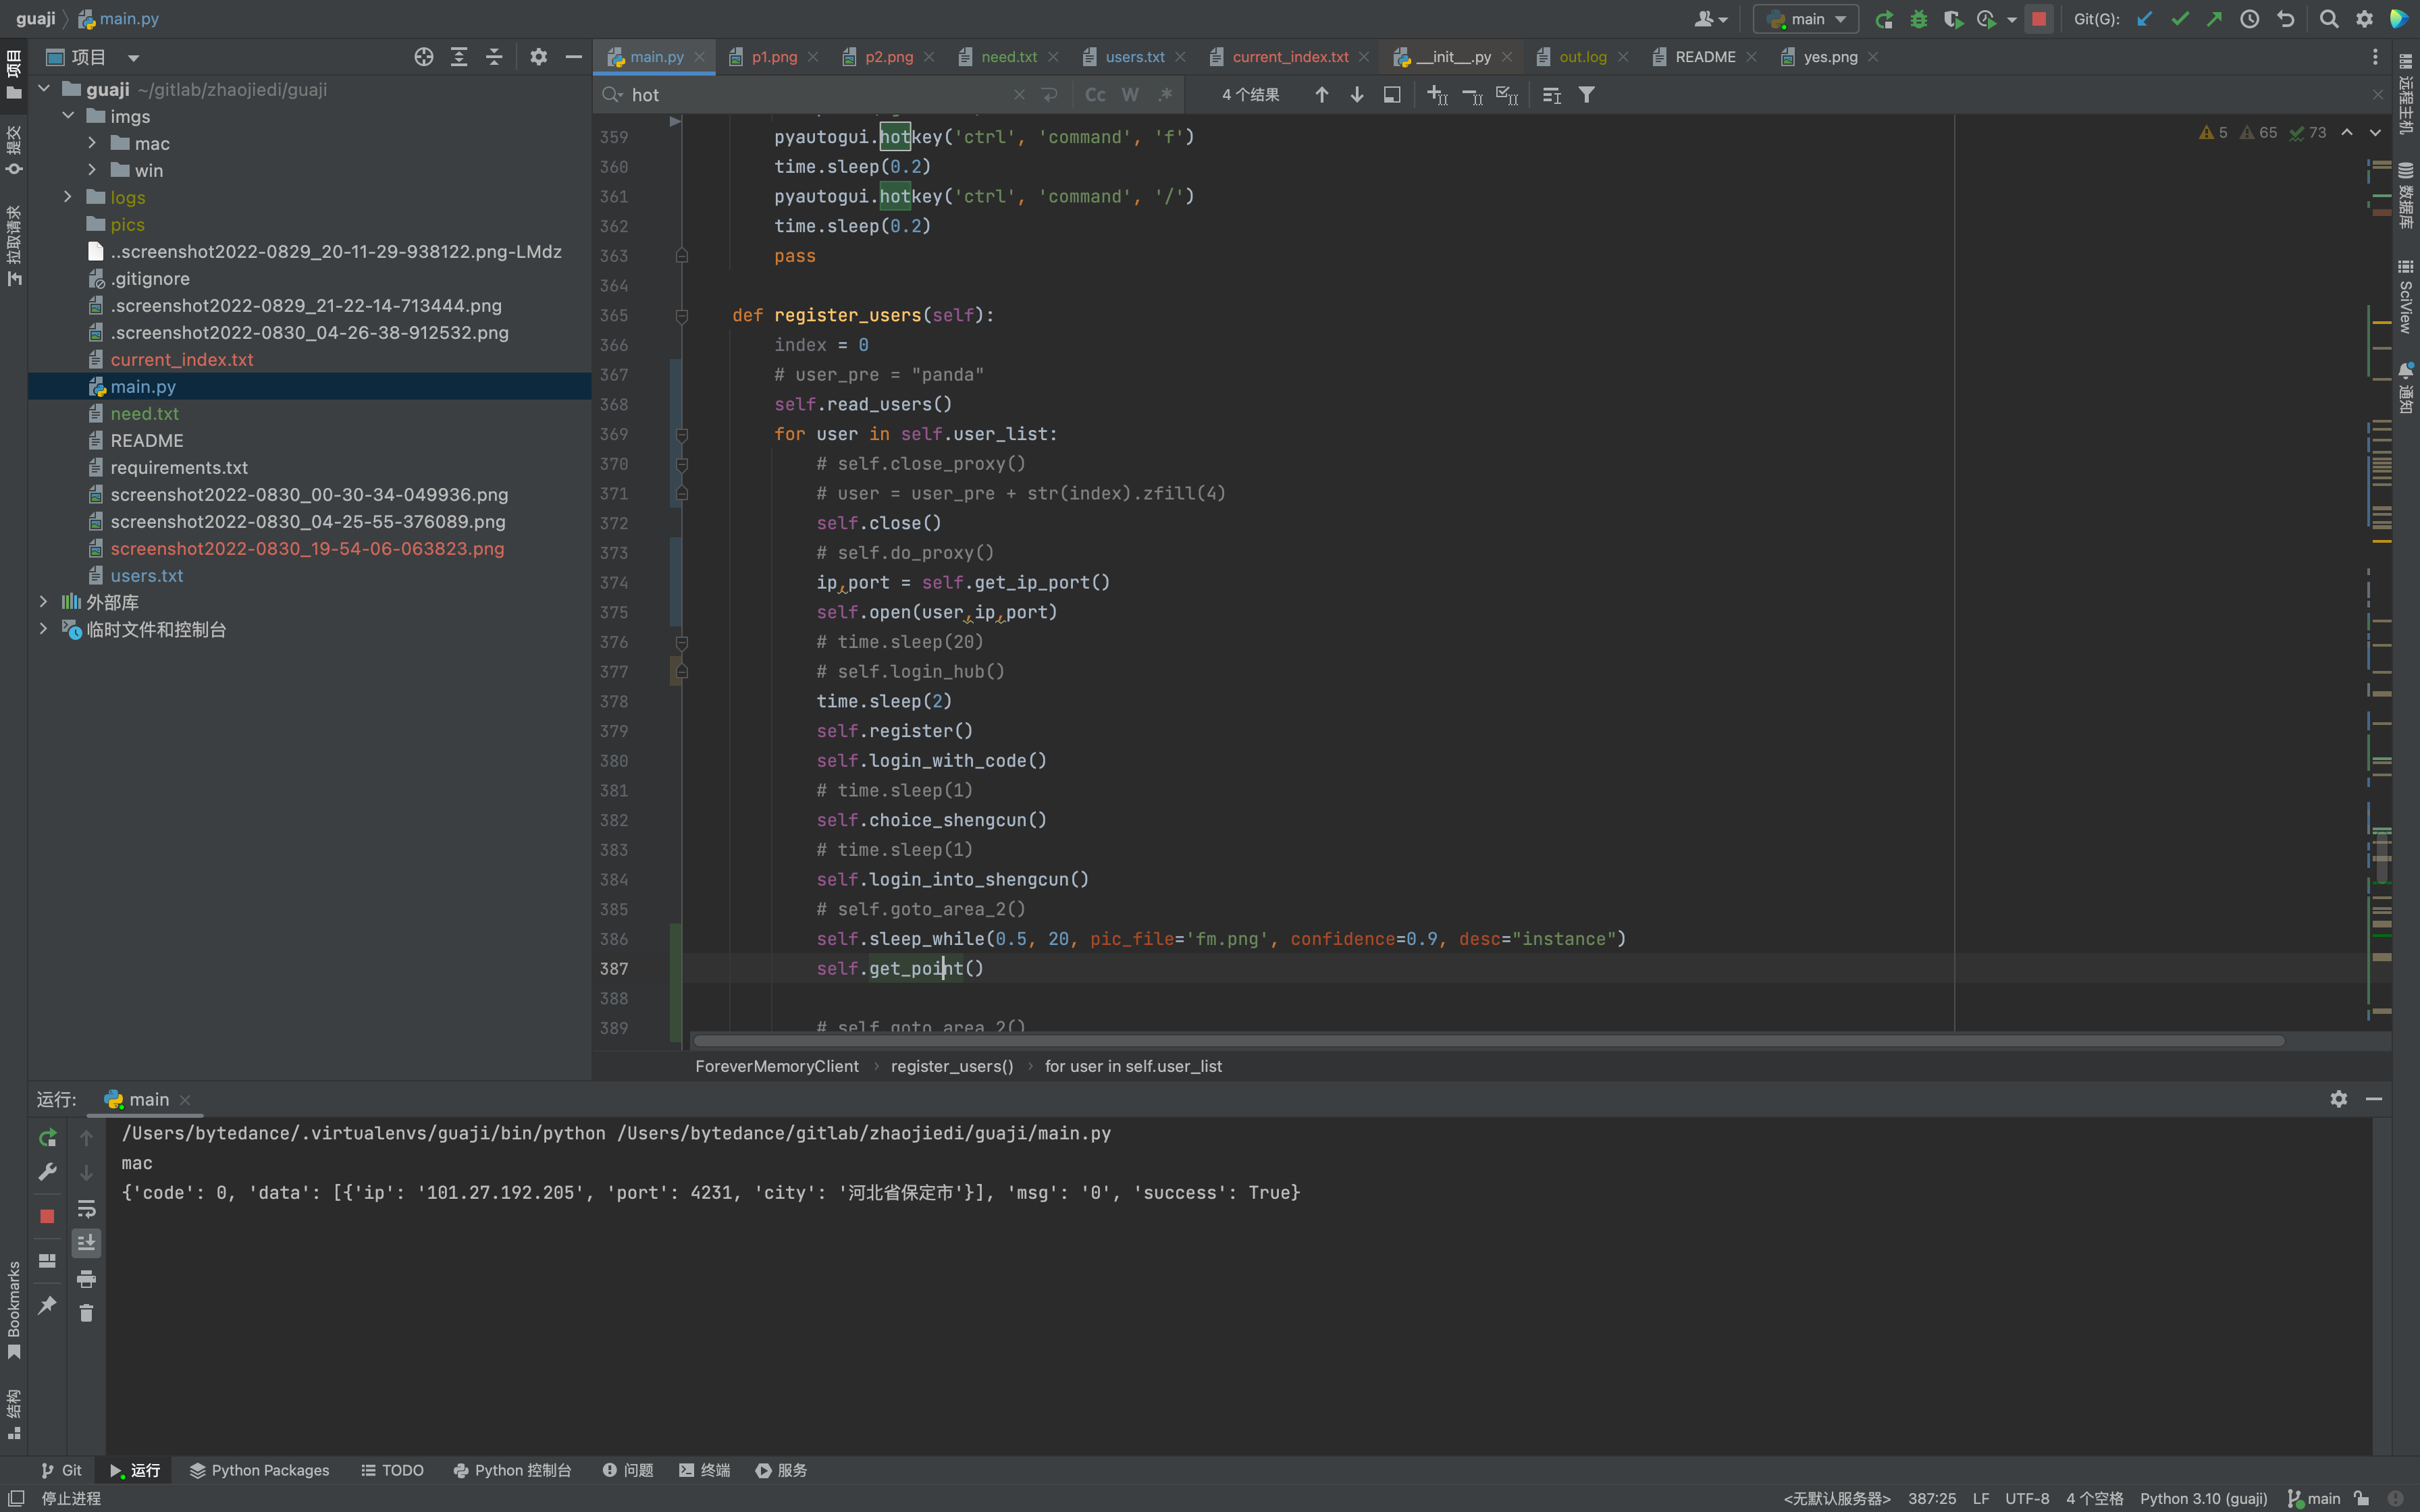 guaji
main.py
main
Git(G):
项目
main.py
p1.png
p2.png
need.txt
users.txt
current_index.txt
__init__.py
out.log
README
yes.png
hot
Cc
W
.*
4 个结果
项目
提交
拉取请求
guaji ~/gitlab/zhaojiedi/guaji
imgs
mac
win
logs
pics
..screenshot2022-0829_20-11-29-938122.png-LMdz
.gitignore
.screenshot2022-0829_21-22-14-713444.png
.screenshot2022-0830_04-26-38-912532.png
current_index.txt
main.py
need.txt
README
requirements.txt
screenshot2022-0830_00-30-34-049936.png
screenshot2022-0830_04-25-55-376089.png
screenshot2022-0830_19-54-06-063823.png
users.txt
外部库
临时文件和控制台
5
65
73
359 pyautogui.hotkey('ctrl', 'command', 'f')
360 time.sleep(0.2)
361 pyautogui.hotkey('ctrl', 'command', '/')
362 time.sleep(0.2)
363 pass
364
365 def register_users(self):
366 index = 0
367 # user_pre = "panda"
368 self.read_users()
369 for user in self.user_list:
370 # self.close_proxy()
371 # user = user_pre + str(index).zfill(4)
372 self.close()
373 # self.do_proxy()
374 ip,port = self.get_ip_port()
375 self.open(user,ip,port)
376 # time.sleep(20)
377 # self.login_hub()
378 time.sleep(2)
379 self.register()
380 self.login_with_code()
381 # time.sleep(1)
382 self.choice_shengcun()
383 # time.sleep(1)
384 self.login_into_shengcun()
385 # self.goto_area_2()
386 self.sleep_while(0.5, 20, pic_file='fm.png', confidence=0.9, desc="instance")
387 self.get_point()
388
389 # self.goto_area_2()
ForeverMemoryClient
register_users()
for user in self.user_list
远程主机
数据库
SciView
通知
运行:
main
/Users/bytedance/.virtualenvs/guaji/bin/python /Users/bytedance/gitlab/zhaojiedi/guaji/main.py
mac
{'code': 0, 'data': [{'ip': '101.27.192.205', 'port': 4231, 'city': '河北省保定市'}], 'msg': '0', 'success': True}
Bookmarks
结构
Git
运行
Python Packages
TODO
Python 控制台
问题
终端
服务
停止进程
<无默认服务器>
387:25
LF
UTF-8
4 个空格
Python 3.10 (guaji)
main